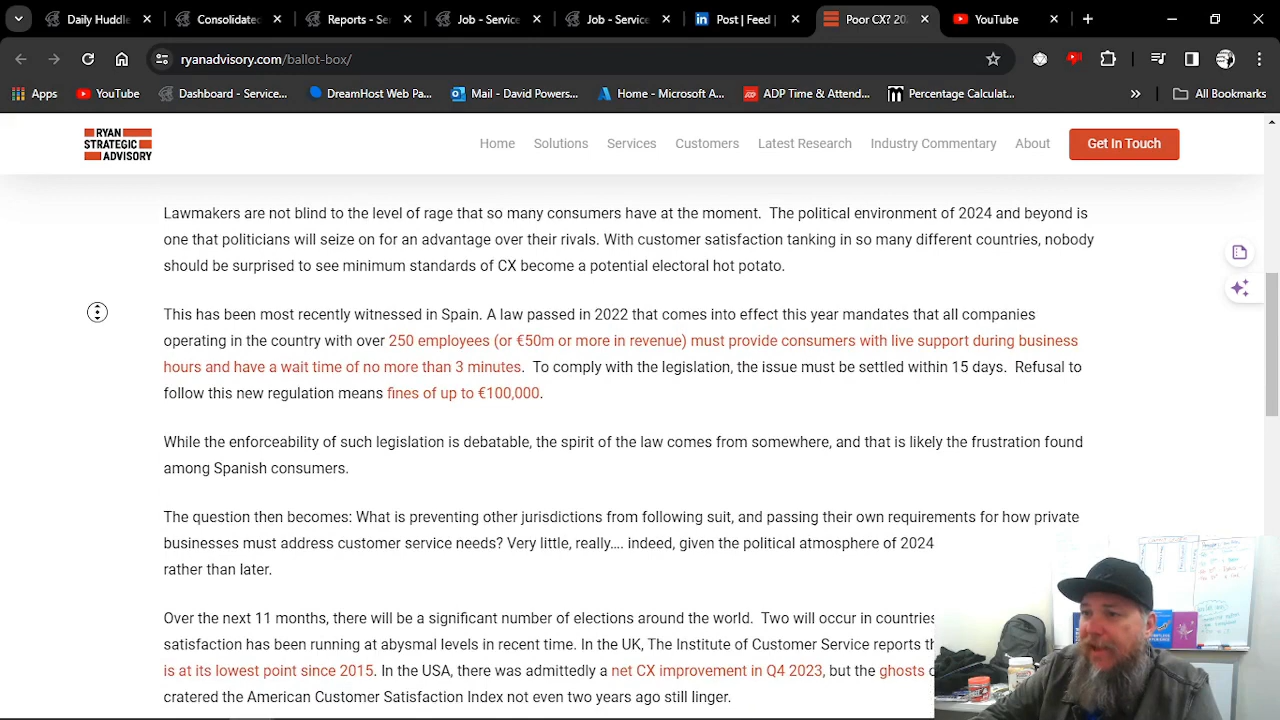 Daily Huddle
Consolidated
Reports - Se
Job - Service
Job - Service
Post | Feed |
Poor CX? 20
YouTube
ryanadvisory.com/ballot-box/
Apps
YouTube
Dashboard - Service...
DreamHost Web Pa...
Mail - David Powers...
Home - Microsoft A...
ADP Time & Attend...
Percentage Calculat...
All Bookmarks
RYAN
STRATEGIC
ADVISORY
Home Solutions Services Customers Latest Research Industry Commentary About Get In Touch
Lawmakers are not blind to the level of rage that so many consumers have at the moment. The political environment of 2024 and beyond is
one that politicians will seize on for an advantage over their rivals. With customer satisfaction tanking in so many different countries, nobody
should be surprised to see minimum standards of CX become a potential electoral hot potato.
This has been most recently witnessed in Spain. A law passed in 2022 that comes into effect this year mandates that all companies
operating in the country with over 250 employees (or €50m or more in revenue) must provide consumers with live support during business
hours and have a wait time of no more than 3 minutes. To comply with the legislation, the issue must be settled within 15 days. Refusal to
follow this new regulation means fines of up to €100,000.
While the enforceability of such legislation is debatable, the spirit of the law comes from somewhere, and that is likely the frustration found
among Spanish consumers.
The question then becomes: What is preventing other jurisdictions from following suit, and passing their own requirements for how private
businesses must address customer service needs? Very little, really.... indeed, given the political atmosphere of 2024
rather than later.
Over the next 11 months, there will be a significant number of elections around the world. Two will occur in countries
satisfaction has been running at abysmal levels in recent time. In the UK, The Institute of Customer Service reports th
is at its lowest point since 2015. In the USA, there was admittedly a net CX improvement in Q4 2023, but the ghosts
cratered the American Customer Satisfaction Index not even two years ago still linger.